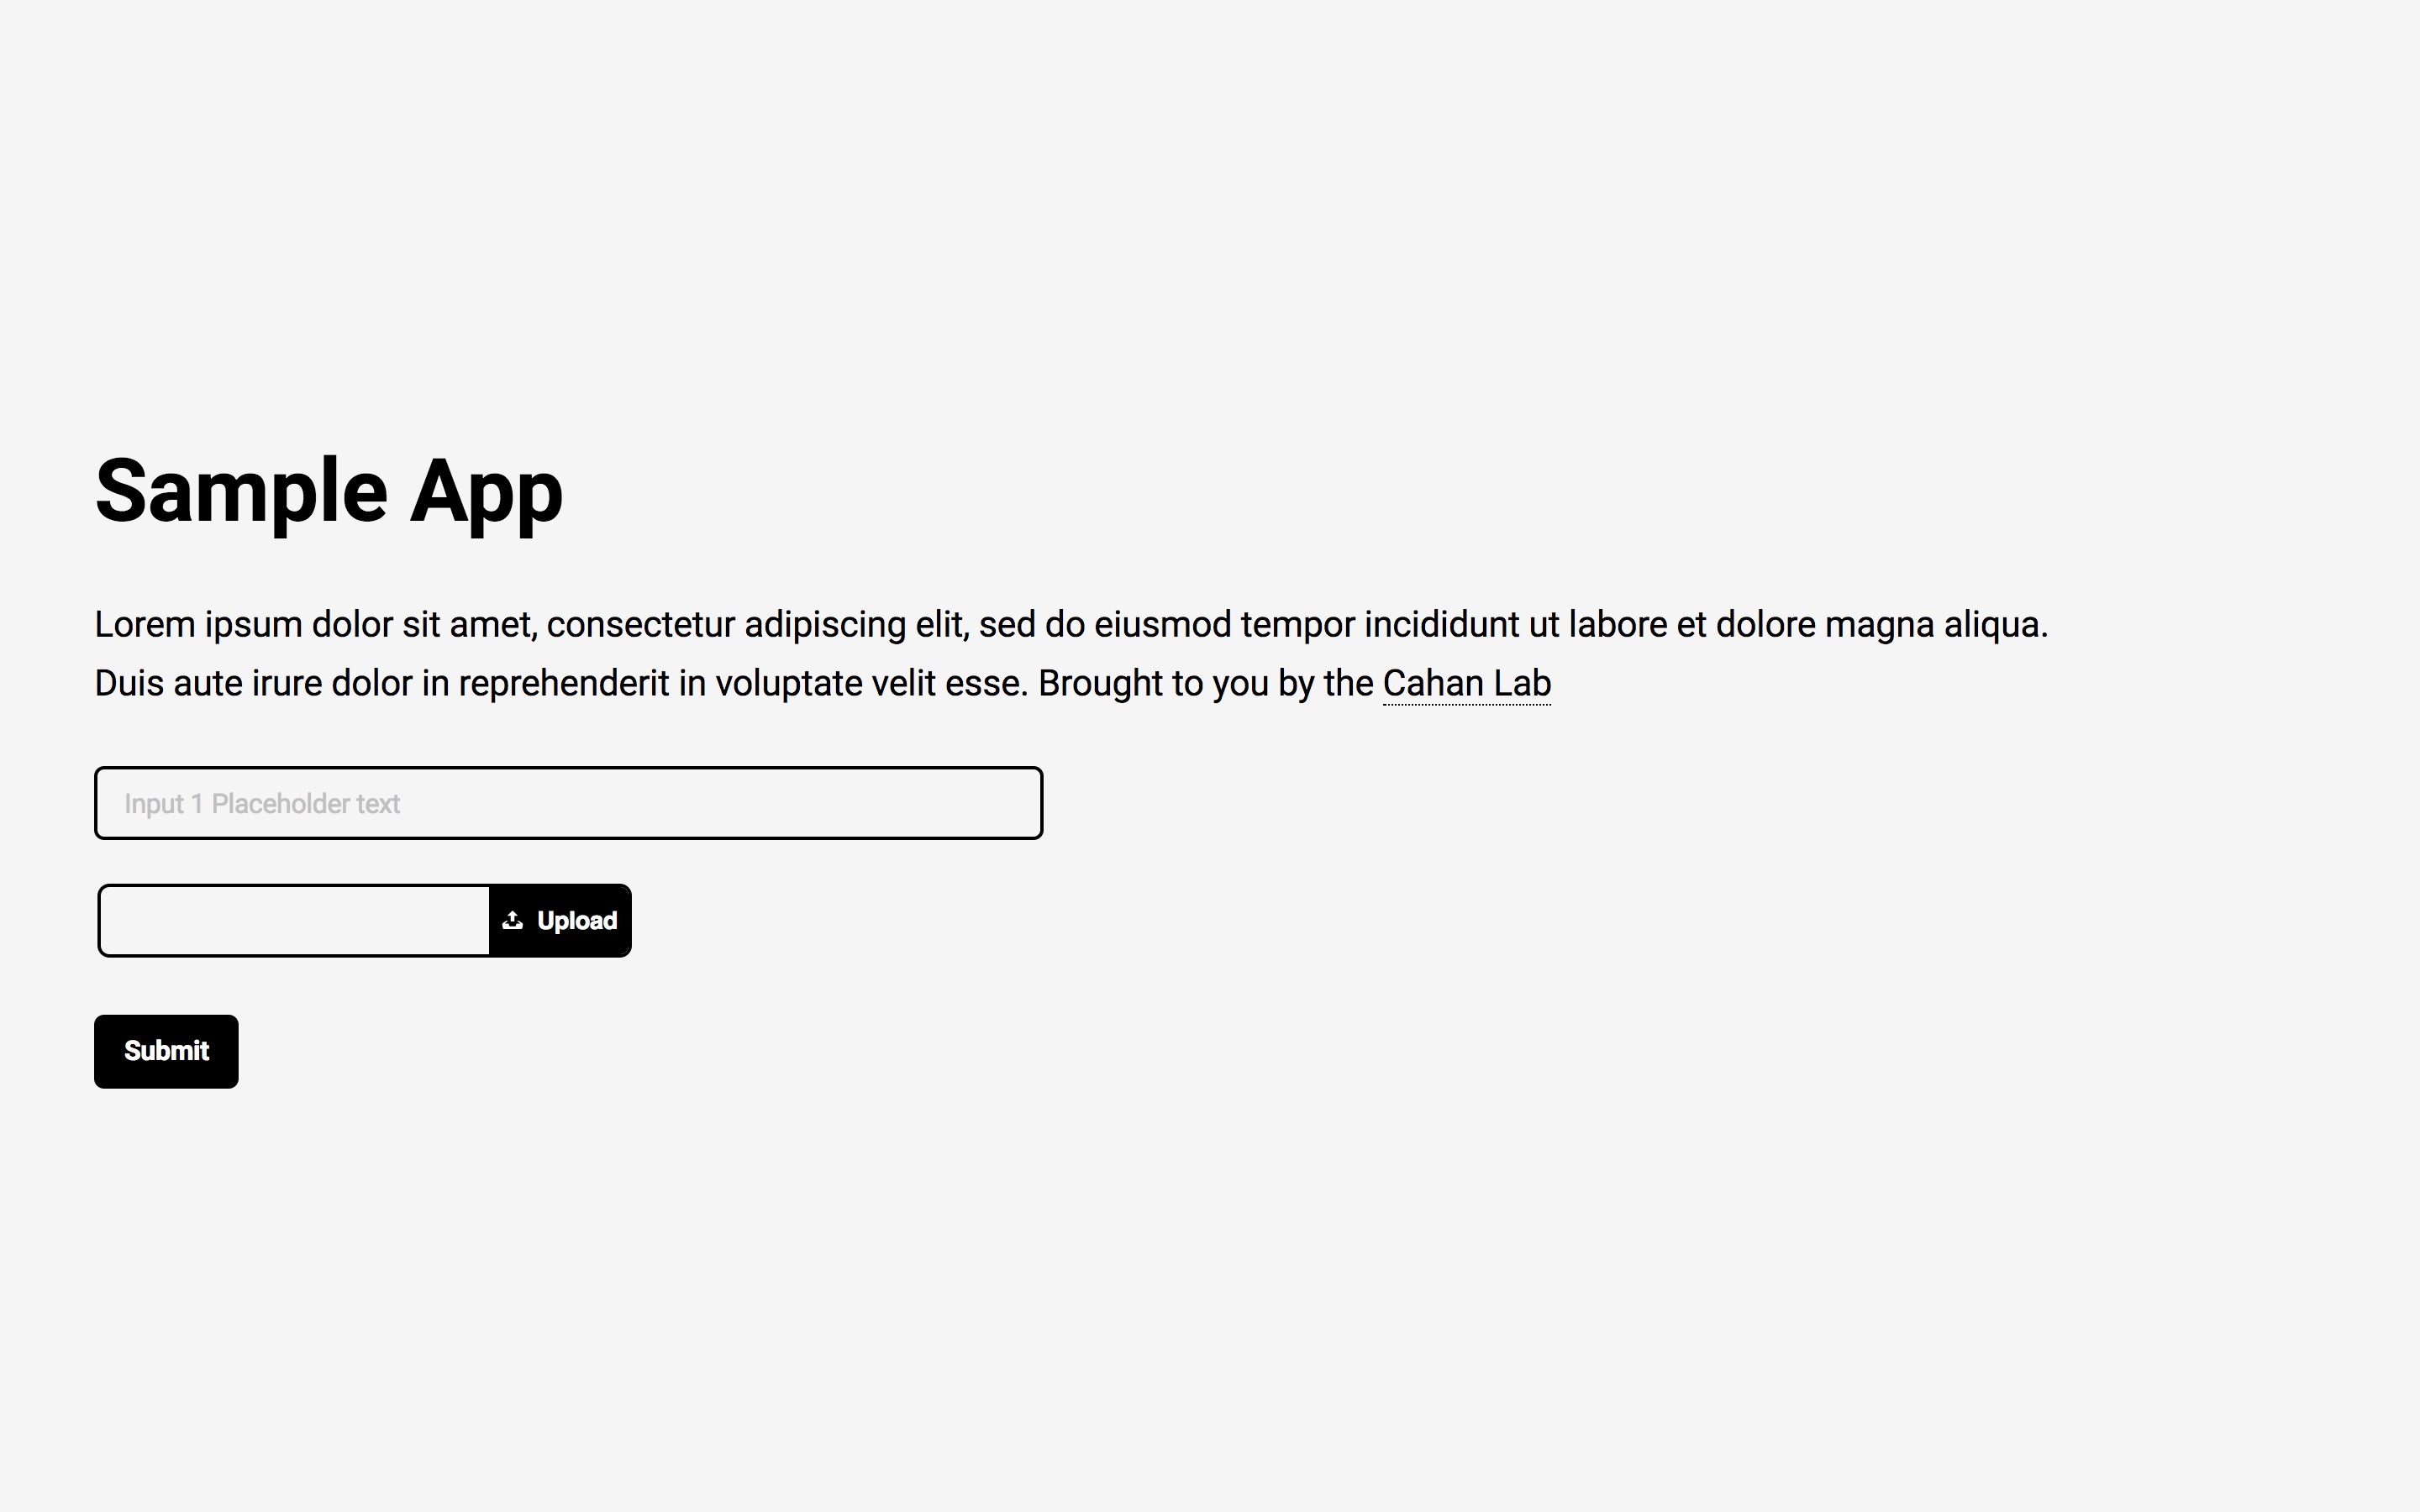 Sample App
Lorem ipsum dolor sit amet, consectetur adipiscing elit, sed do eiusmod tempor incididunt ut labore et dolore magna aliqua.
Duis aute irure dolor in reprehenderit in voluptate velit esse. Brought to you by the Cahan Lab
Input 1 Placeholder text
Upload
Submit